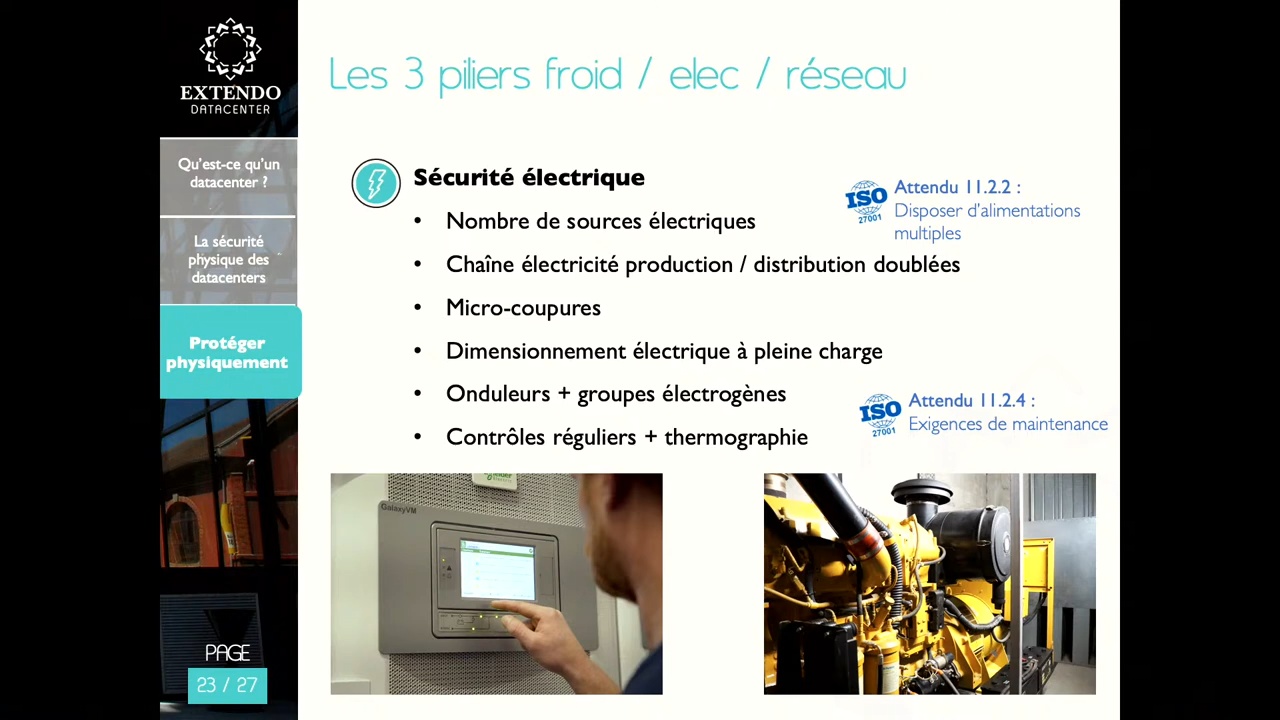 EXTENDO
DATACENTER
Qu'est-ce qu'un
datacenter ?
La sécurité
physique des
datacenters
Protéger
physiquement
PAGE
23 / 27
Les 3 piliers froid / elec / réseau
Sécurité électrique
• Nombre de sources électriques
• Chaîne électricité production / distribution doublées
• Micro-coupures
• Dimensionnement électrique à pleine charge
• Onduleurs + groupes électrogènes
• Contrôles réguliers + thermographie
ISO
27001
Attendu 11.2.2 :
Disposer d'alimentations
multiples
ISO
27001
Attendu 11.2.4 :
Exigences de maintenance
GalaxyVM